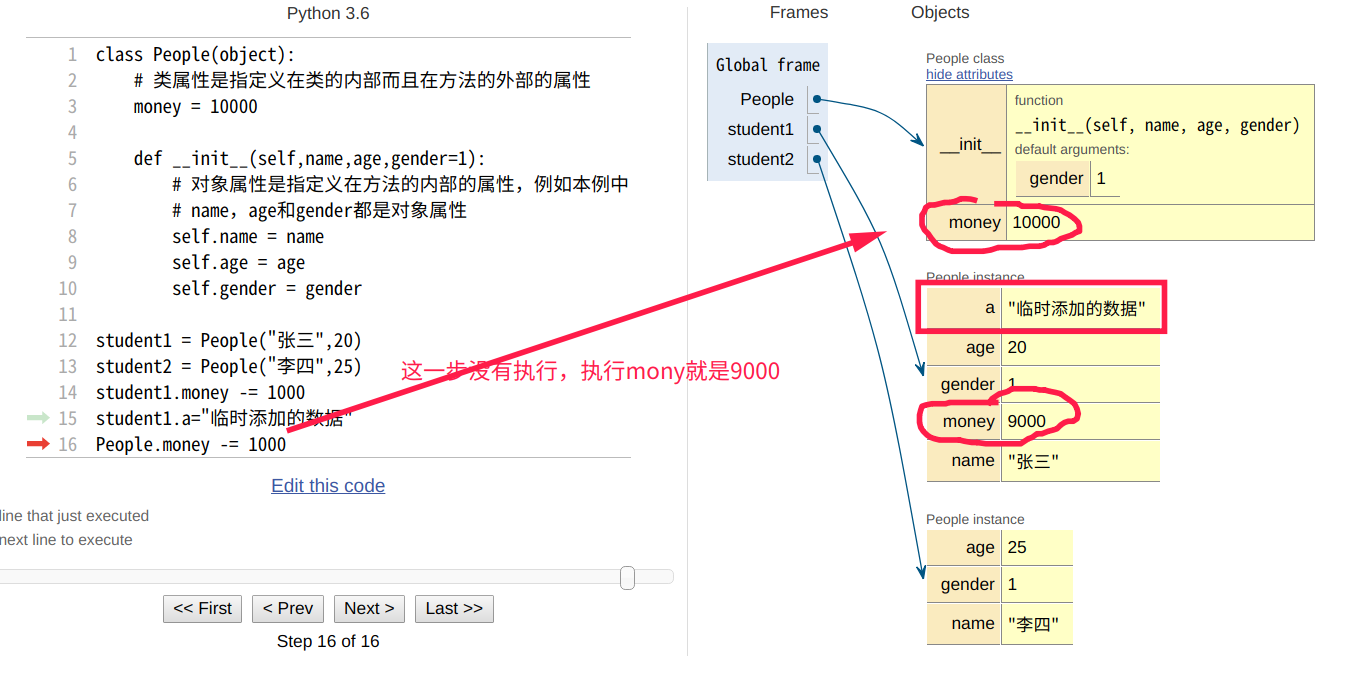 Python 3.6
1 class People(object):
2 # 类属性是指定义在类的内部而且在方法的外部的属性
3 money = 10000
4
5 def __init__(self,name,age,gender=1):
6 # 对象属性是指定义在方法的内部的属性，例如本例中
7 # name，age和gender都是对象属性
8 self.name = name
9 self.age = age
10 self.gender = gender
11
12 student1 = People("张三",20)
13 student2 = People("李四",25)
14 student1.money -= 1000
15 student1.a="临时添加的数据"
16 People.money -= 1000
这一步没有执行，执行mony就是9000
Edit this code
line that just executed
next line to execute
<< First < Prev Next > Last >>
Step 16 of 16
Frames Objects
Global frame
People
student1
student2
People class
hide attributes
__init__
function
__init__(self, name, age, gender)
default arguments:
gender 1
money 10000
People instance
a "临时添加的数据"
age 20
gender 1
money 9000
name "张三"
People instance
age 25
gender 1
name "李四"